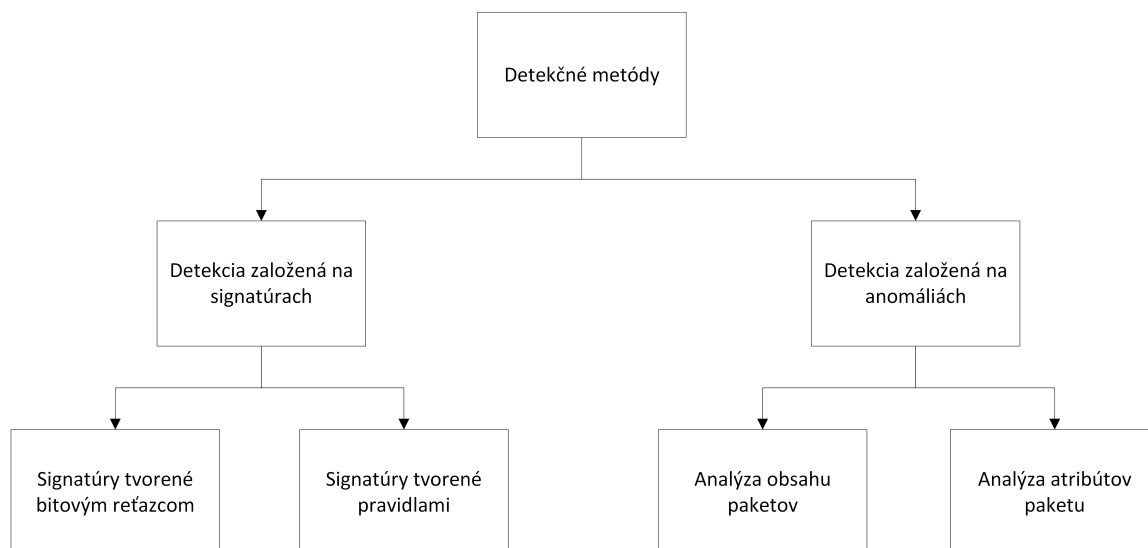 Detekčné metódy
Detekcia založená na
signatúrach
Detekcia založená na
anomáliách
Signatúry tvorené
bitovým reťazcom
Signatúry tvorené
pravidlami
Analýza obsahu
paketov
Analýza atribútov
paketu